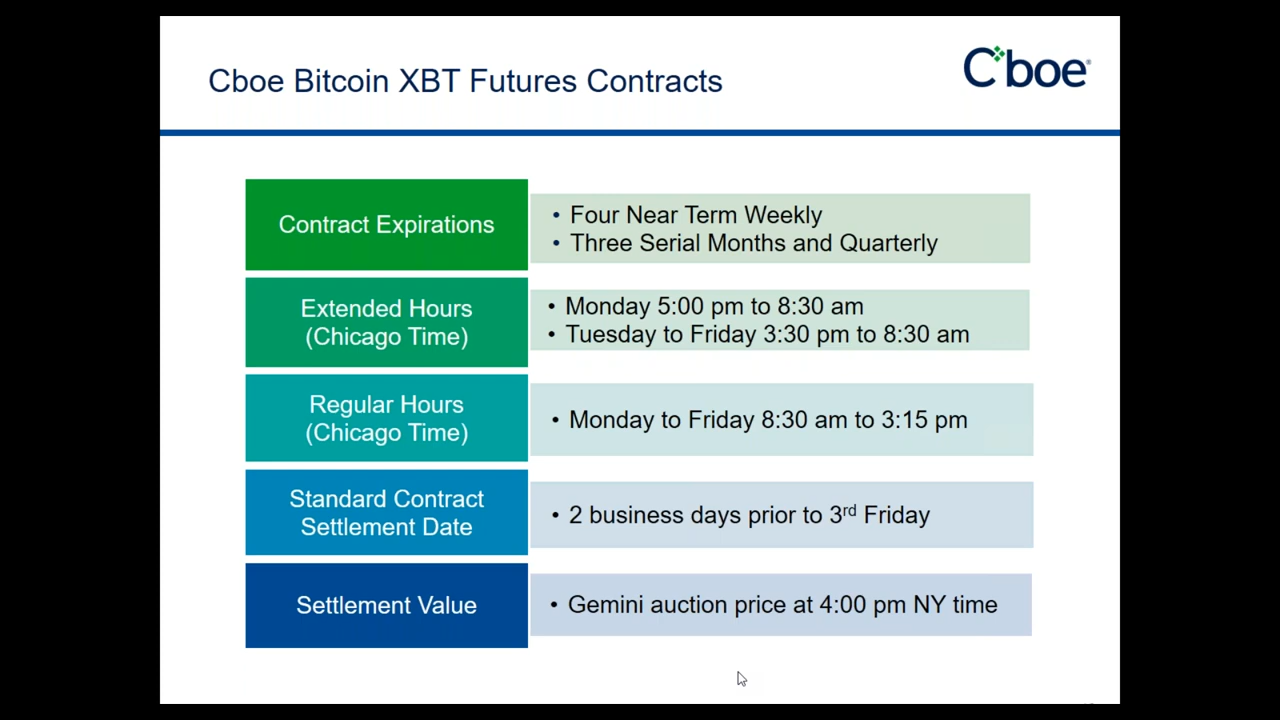 Cboe Bitcoin XBT Futures Contracts
Cboe®
Contract Expirations
• Four Near Term Weekly
• Three Serial Months and Quarterly
Extended Hours
(Chicago Time)
• Monday 5:00 pm to 8:30 am
• Tuesday to Friday 3:30 pm to 8:30 am
Regular Hours
(Chicago Time)
• Monday to Friday 8:30 am to 3:15 pm
Standard Contract
Settlement Date
• 2 business days prior to 3rd Friday
Settlement Value
• Gemini auction price at 4:00 pm NY time